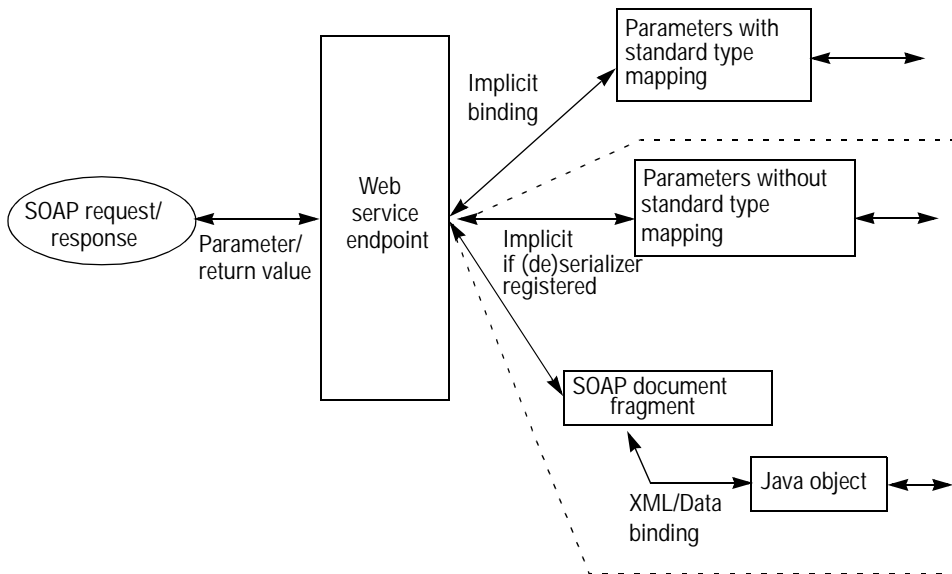 SOAP request/
response
Parameter/
return value
Web
service
endpoint
Implicit
binding
Parameters with
standard type
mapping
Parameters without
standard type
mapping
Implicit
if (de)serializer
registered
SOAP document
fragment
XML/Data
binding
Java object